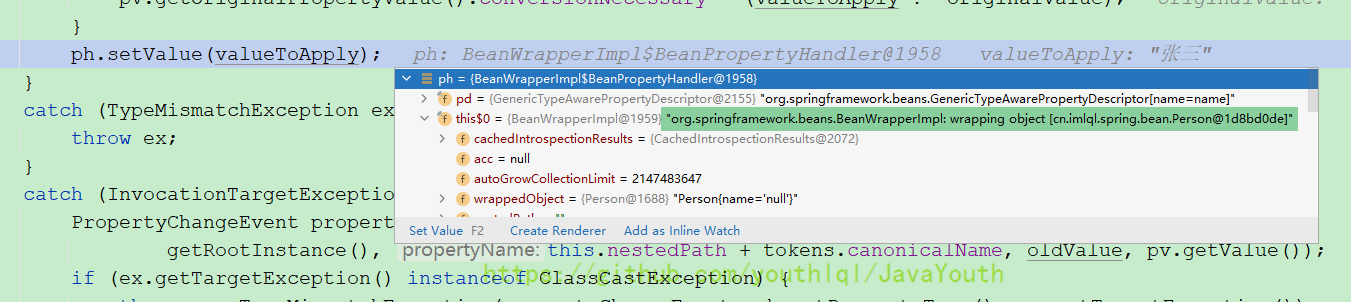 pv.getOriginalPropertyValue().conversionNecessary = (valueToApply != originalValue); originalValue:
}
ph.setValue(valueToApply); ph: BeanWrapperImpl$BeanPropertyHandler@1958 valueToApply: "张三"
}
ph = {BeanWrapperImpl$BeanPropertyHandler@1958}
pd = {GenericTypeAwarePropertyDescriptor@2155} "org.springframework.beans.GenericTypeAwarePropertyDescriptor[name=name]"
catch (TypeMismatchException ex
this$0 = {BeanWrapperImpl@1959} "org.springframework.beans.BeanWrapperImpl: wrapping object [cn.imlql.spring.bean.Person@1d8bd0de]"
throw ex;
cachedIntrospectionResults = {CachedIntrospectionResults@2072}
}
acc = null
autoGrowCollectionLimit = 2147483647
catch (InvocationTargetExceptio
wrappedObject = {Person@1688} "Person{name='null'}"
PropertyChangeEvent propert
Set Value F2 Create Renderer Add as Inline Watch
getRootInstance(), propertyName: this.nestedPath + tokens.canonicalName, oldValue, pv.getValue());
https://github.com/youthlql/JavaYouth
if (ex.getTargetException() instanceof ClassCastException) {